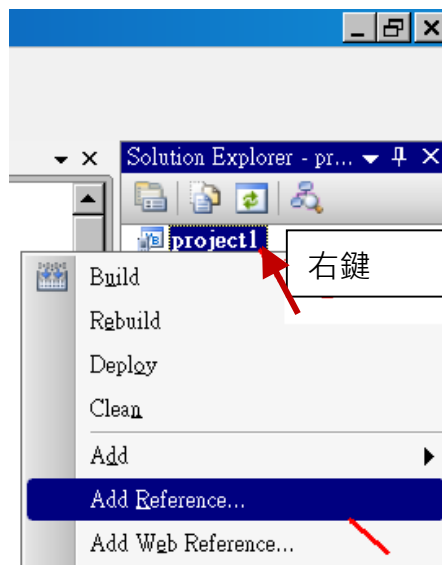 Solution Explorer - pr...
project1
右鍵
Build
Rebuild
Deploy
Clean
Add
Add Reference...
Add Web Reference...